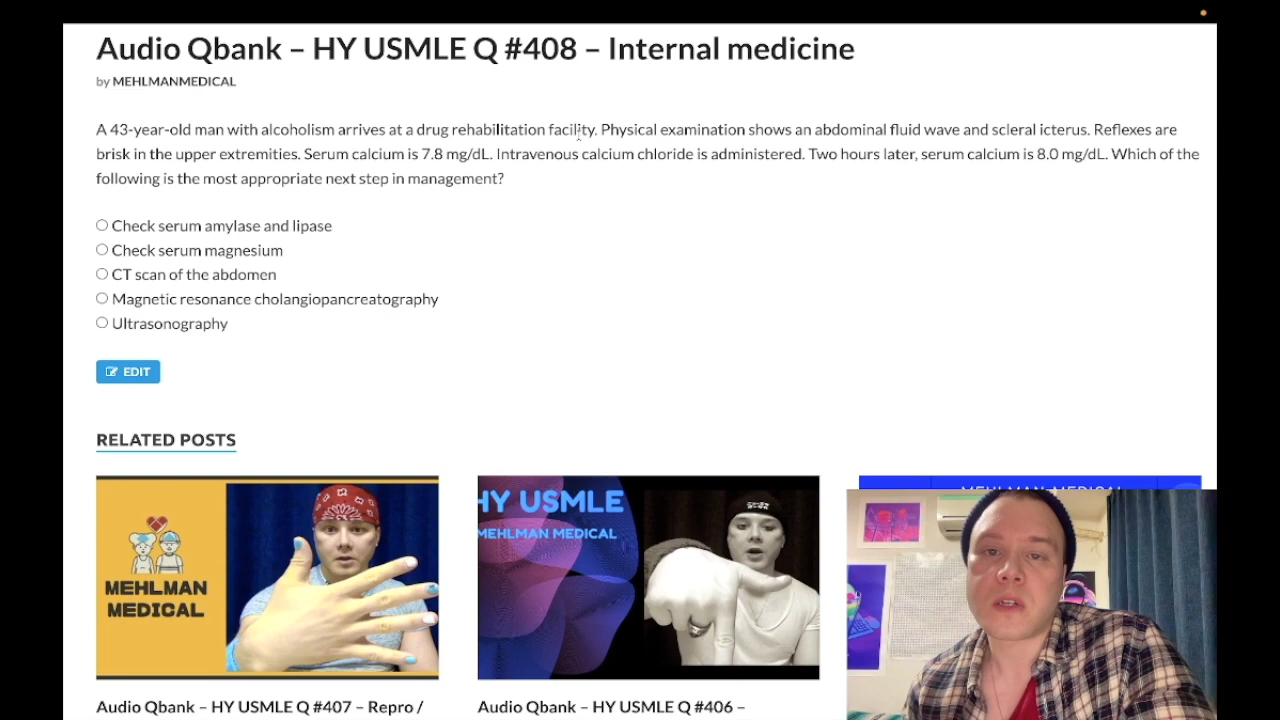 Audio Qbank – HY USMLE Q #408 – Internal medicine
by MEHLMANMEDICAL
A 43-year-old man with alcoholism arrives at a drug rehabilitation facility. Physical examination shows an abdominal fluid wave and scleral icterus. Reflexes are
brisk in the upper extremities. Serum calcium is 7.8 mg/dL. Intravenous calcium chloride is administered. Two hours later, serum calcium is 8.0 mg/dL. Which of the
following is the most appropriate next step in management?
Check serum amylase and lipase
Check serum magnesium
CT scan of the abdomen
Magnetic resonance cholangiopancreatography
Ultrasonography
EDIT
RELATED POSTS
MEHLMAN
MEDICAL
HY USMLE
MEHLMAN MEDICAL
MEHLMAN MEDICAL
Audio Qbank – HY USMLE Q #407 – Repro /
Audio Qbank – HY USMLE Q #406 –